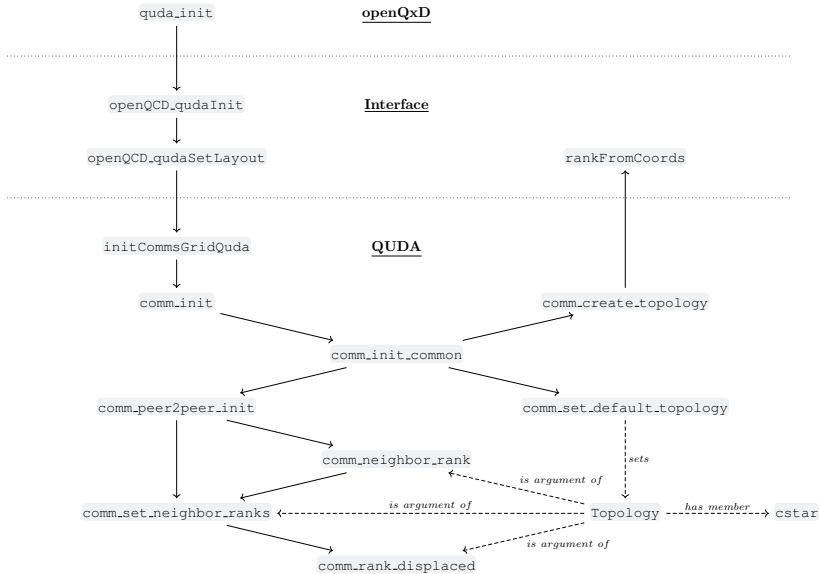 quda_init
openQxD
openQCD_qudaInit
Interface
openQCD_qudaSetLayout
rankFromCoords
initCommsGridQuda
QUDA
comm_init
comm_create_topology
comm_init_common
comm_peer2peer_init
comm_set_default_topology
comm_neighbor_rank
sets
is argument of
comm_set_neighbor_ranks
is argument of
Topology
has member
cstar
is argument of
comm_rank_displaced